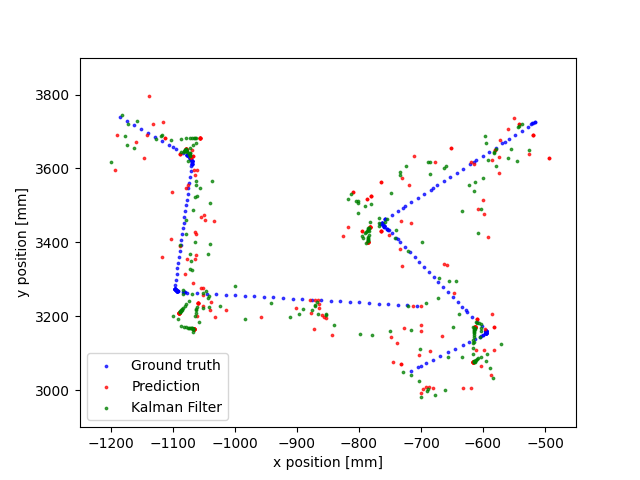 3800
3600
3400
3200
3000
y position [mm]
Ground truth
Prediction
Kalman Filter
−1200 −1100 −1000 −900 −800 −700 −600 −500
x position [mm]